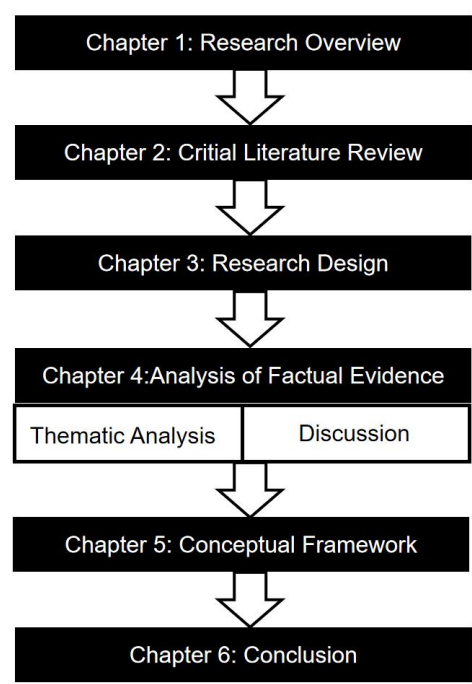 Chapter 1: Research Overview
Chapter 2: Critial Literature Review
Chapter 3: Research Design
Chapter 4:Analysis of Factual Evidence
Thematic Analysis
Discussion
Chapter 5: Conceptual Framework
Chapter 6: Conclusion